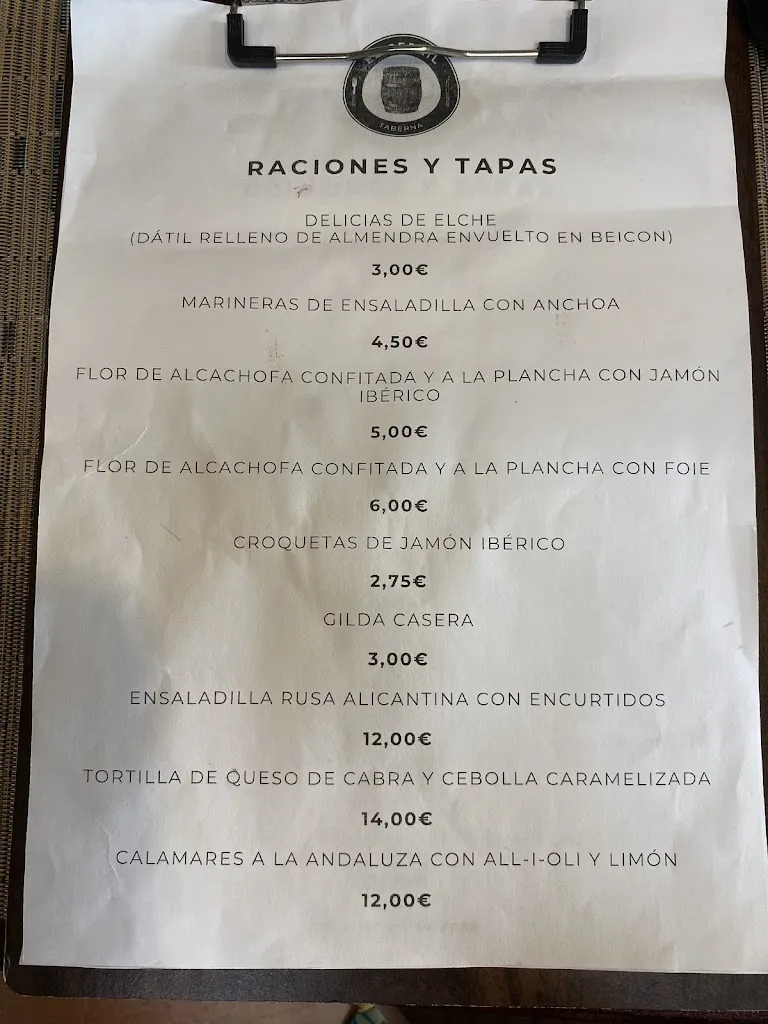 TABERNA
RACIONES Y TAPAS
DELICIAS DE ELCHE
(DÁTIL RELLENO DE ALMENDRA ENVUELTO EN BEICON)
3,00€
MARINERAS DE ENSALADILLA CON ANCHOA
4,50€
FLOR DE ALCACHOFA CONFITADA Y A LA PLANCHA CON JAMÓN
IBÉRICO
5,00€
FLOR DE ALCACHOFA CONFITADA Y A LA PLANCHA CON FOIE
6,00€
CROQUETAS DE JAMÓN IBÉRICO
2,75€
GILDA CASERA
3,00€
ENSALADILLA RUSA ALICANTINA CON ENCURTIDOS
12,00€
TORTILLA DE QUESO DE CABRA Y CEBOLLA CARAMELIZADA
14,00€
CALAMARES A LA ANDALUZA CON ALL-I-OLI Y LIMÓN
12,00€